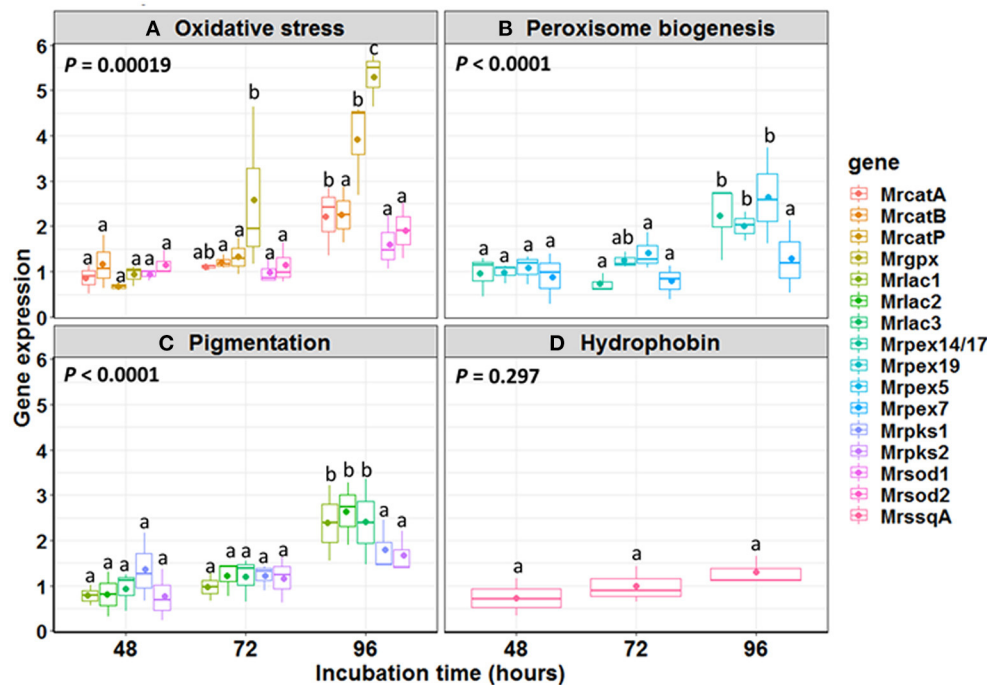 A Oxidative stress
B Peroxisome biogenesis
P = 0.00019
P < 0.0001
6
5
4
3
2
1
0
a a a a a a
ab a a b a a
b a b c a a
a a a a
a ab a a
b b b a
C Pigmentation
D Hydrophobin
P < 0.0001
P = 0.297
6
5
4
3
2
1
0
a a a a a
a a a a a
b b b a a
a a a
48 72 96
48 72 96
Gene expression
Incubation time (hours)
gene
MrcatA
MrcatB
MrcatP
Mrgpx
Mrlac1
Mrlac2
Mrlac3
Mrpex14/17
Mrpex19
Mrpex5
Mrpex7
Mrpks1
Mrpks2
Mrsod1
Mrsod2
MrssqA